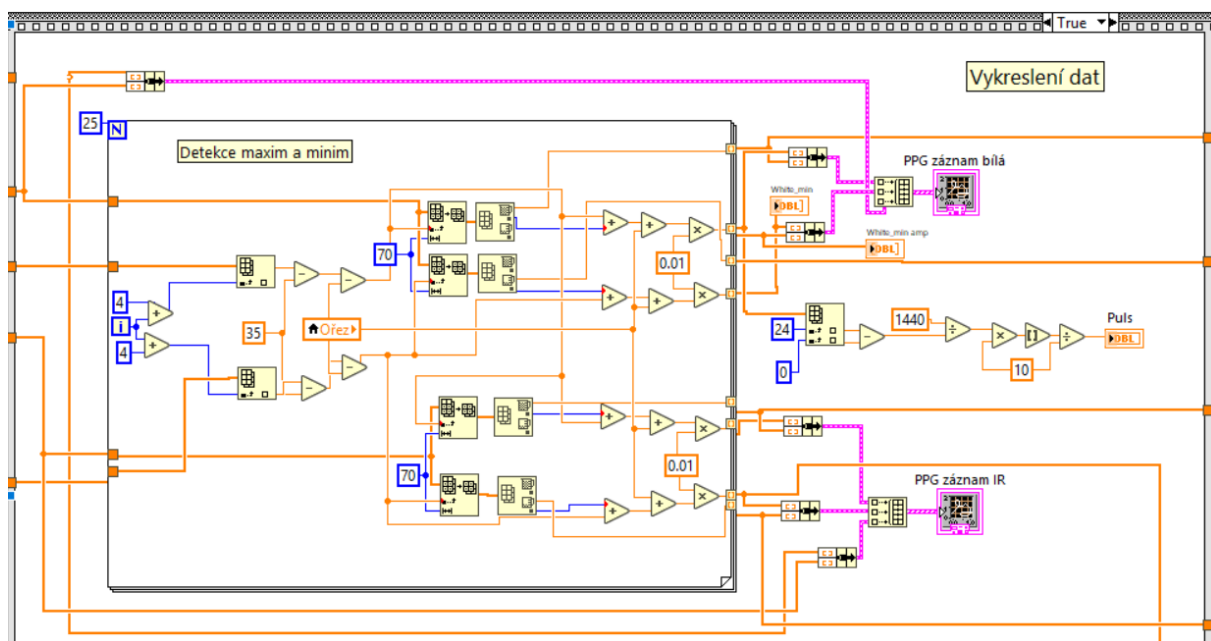 True
Vykreslení dat
25
N
Detekce maxim a minim
PPG záznam bílá
White_min
DBL
70
White_min amp
DBL
0.01
4
i
4
35
Ořez
24
0
1440
10
Puls
DBL
70
0.01
PPG záznam IR